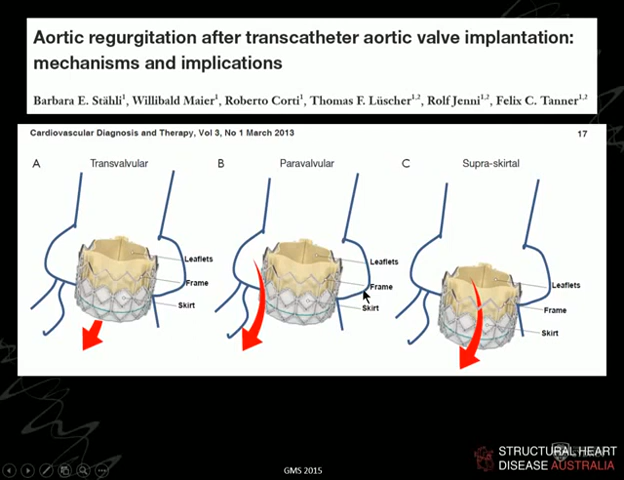 Aortic regurgitation after transcatheter aortic valve implantation:
mechanisms and implications
Barbara E. Stähli¹, Willibald Maier¹, Roberto Corti¹, Thomas F. Lüscher¹,², Rolf Jenni¹,², Felix C. Tanner¹,²
Cardiovascular Diagnosis and Therapy, Vol 3, No 1 March 2013
17
A Transvalvular
B Paravalvular
C Supra-skirtal
Leaflets
Frame
Skirt
Leaflets
Frame
Skirt
Leaflets
Frame
Skirt
GMS 2015
STRUCTURAL HEART
DISEASE AUSTRALIA